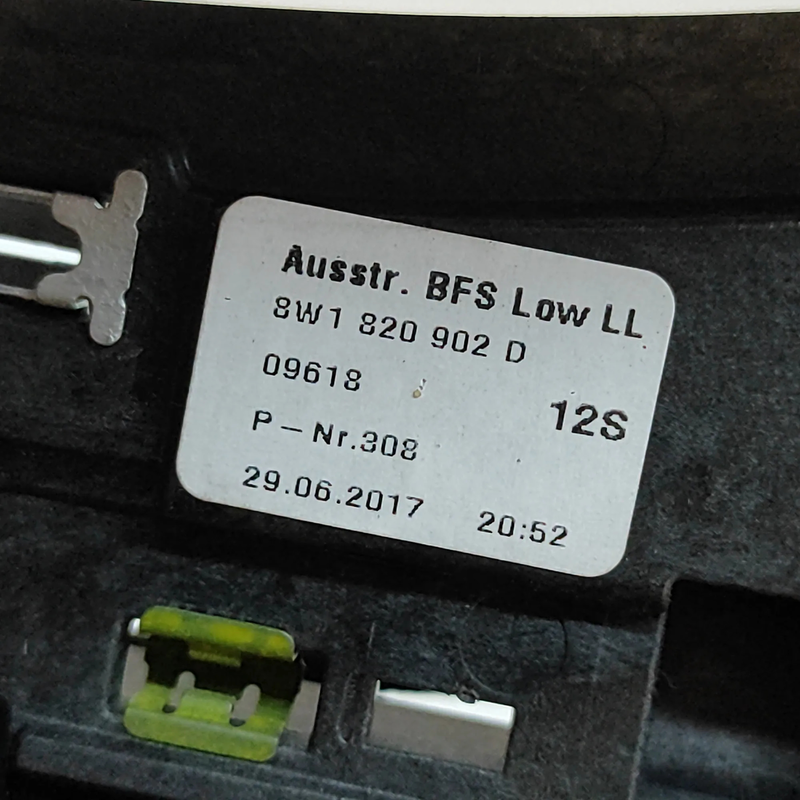 Ausstr. BFS Low LL
8W1 820 902 D
09618
12S
P – Nr.308
29.06.2017 20:52